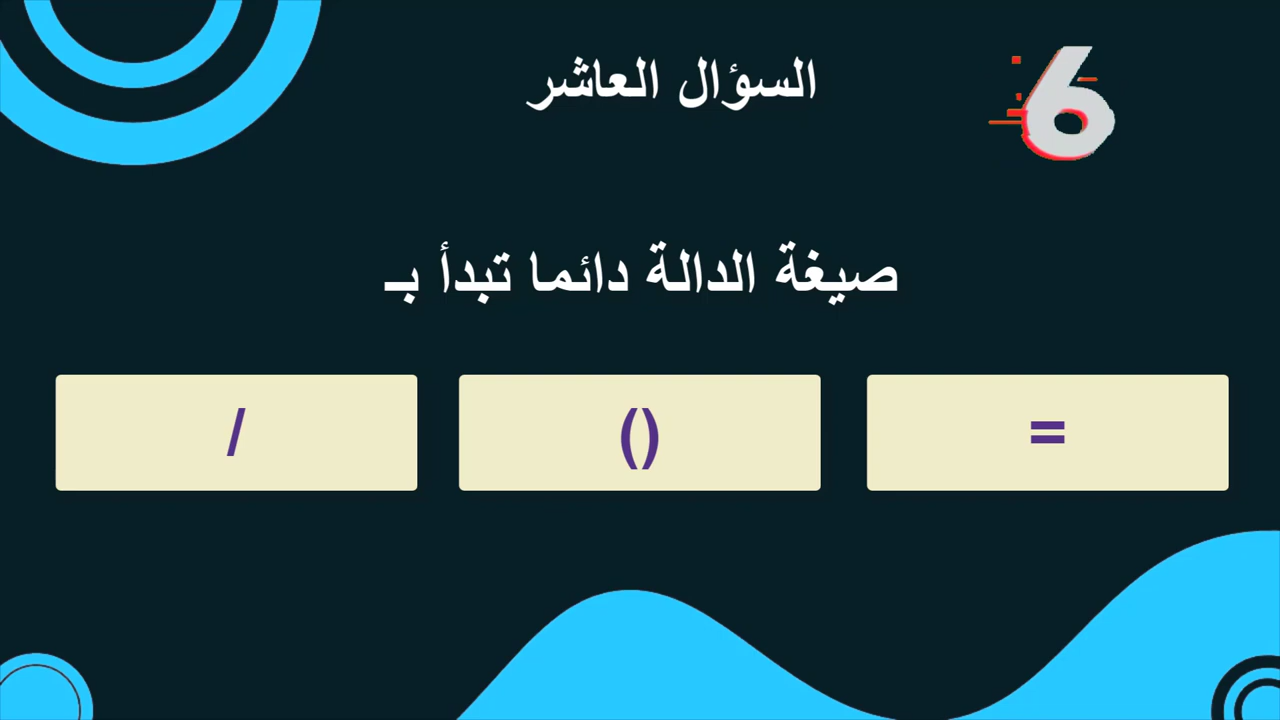 السؤال العاشر
6
صيغة الدالة دائما تبدأ بـ
=
()
/